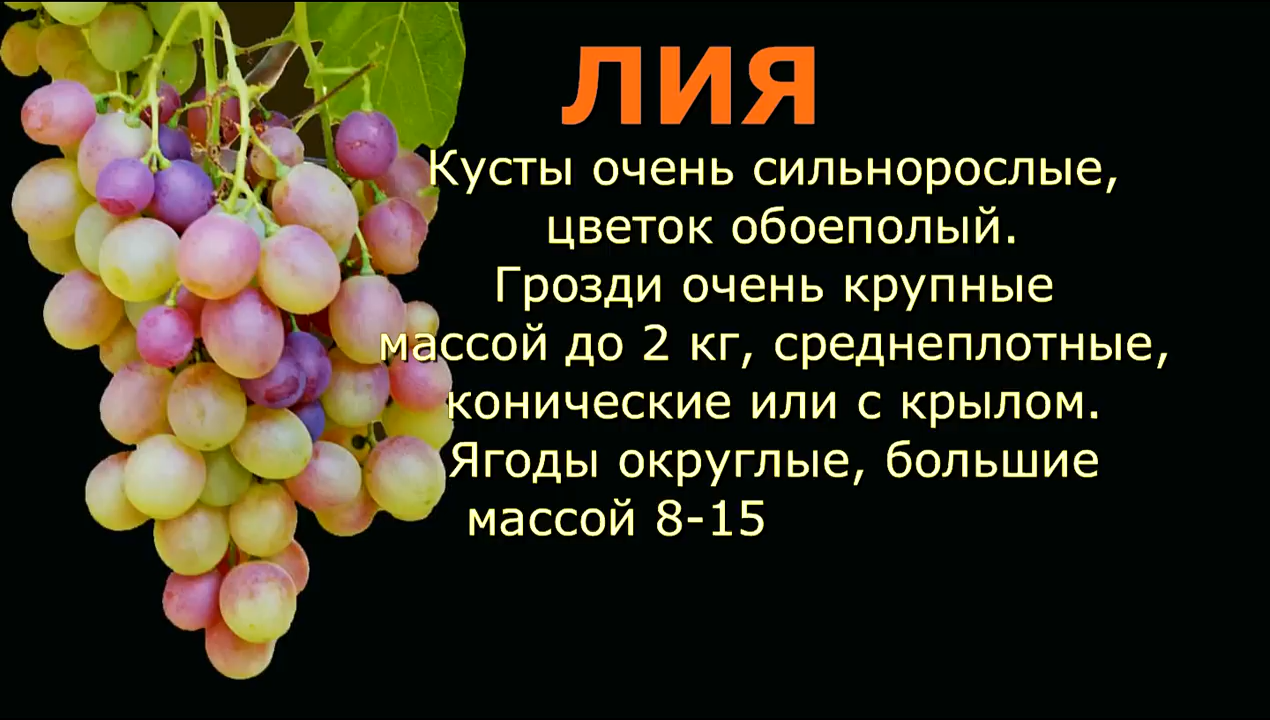 ЛИЯ
Кусты очень сильнорослые,
цветок обоеполый.
Грозди очень крупные
массой до 2 кг, среднеплотные,
конические или с крылом.
Ягоды округлые, большие
массой 8-15